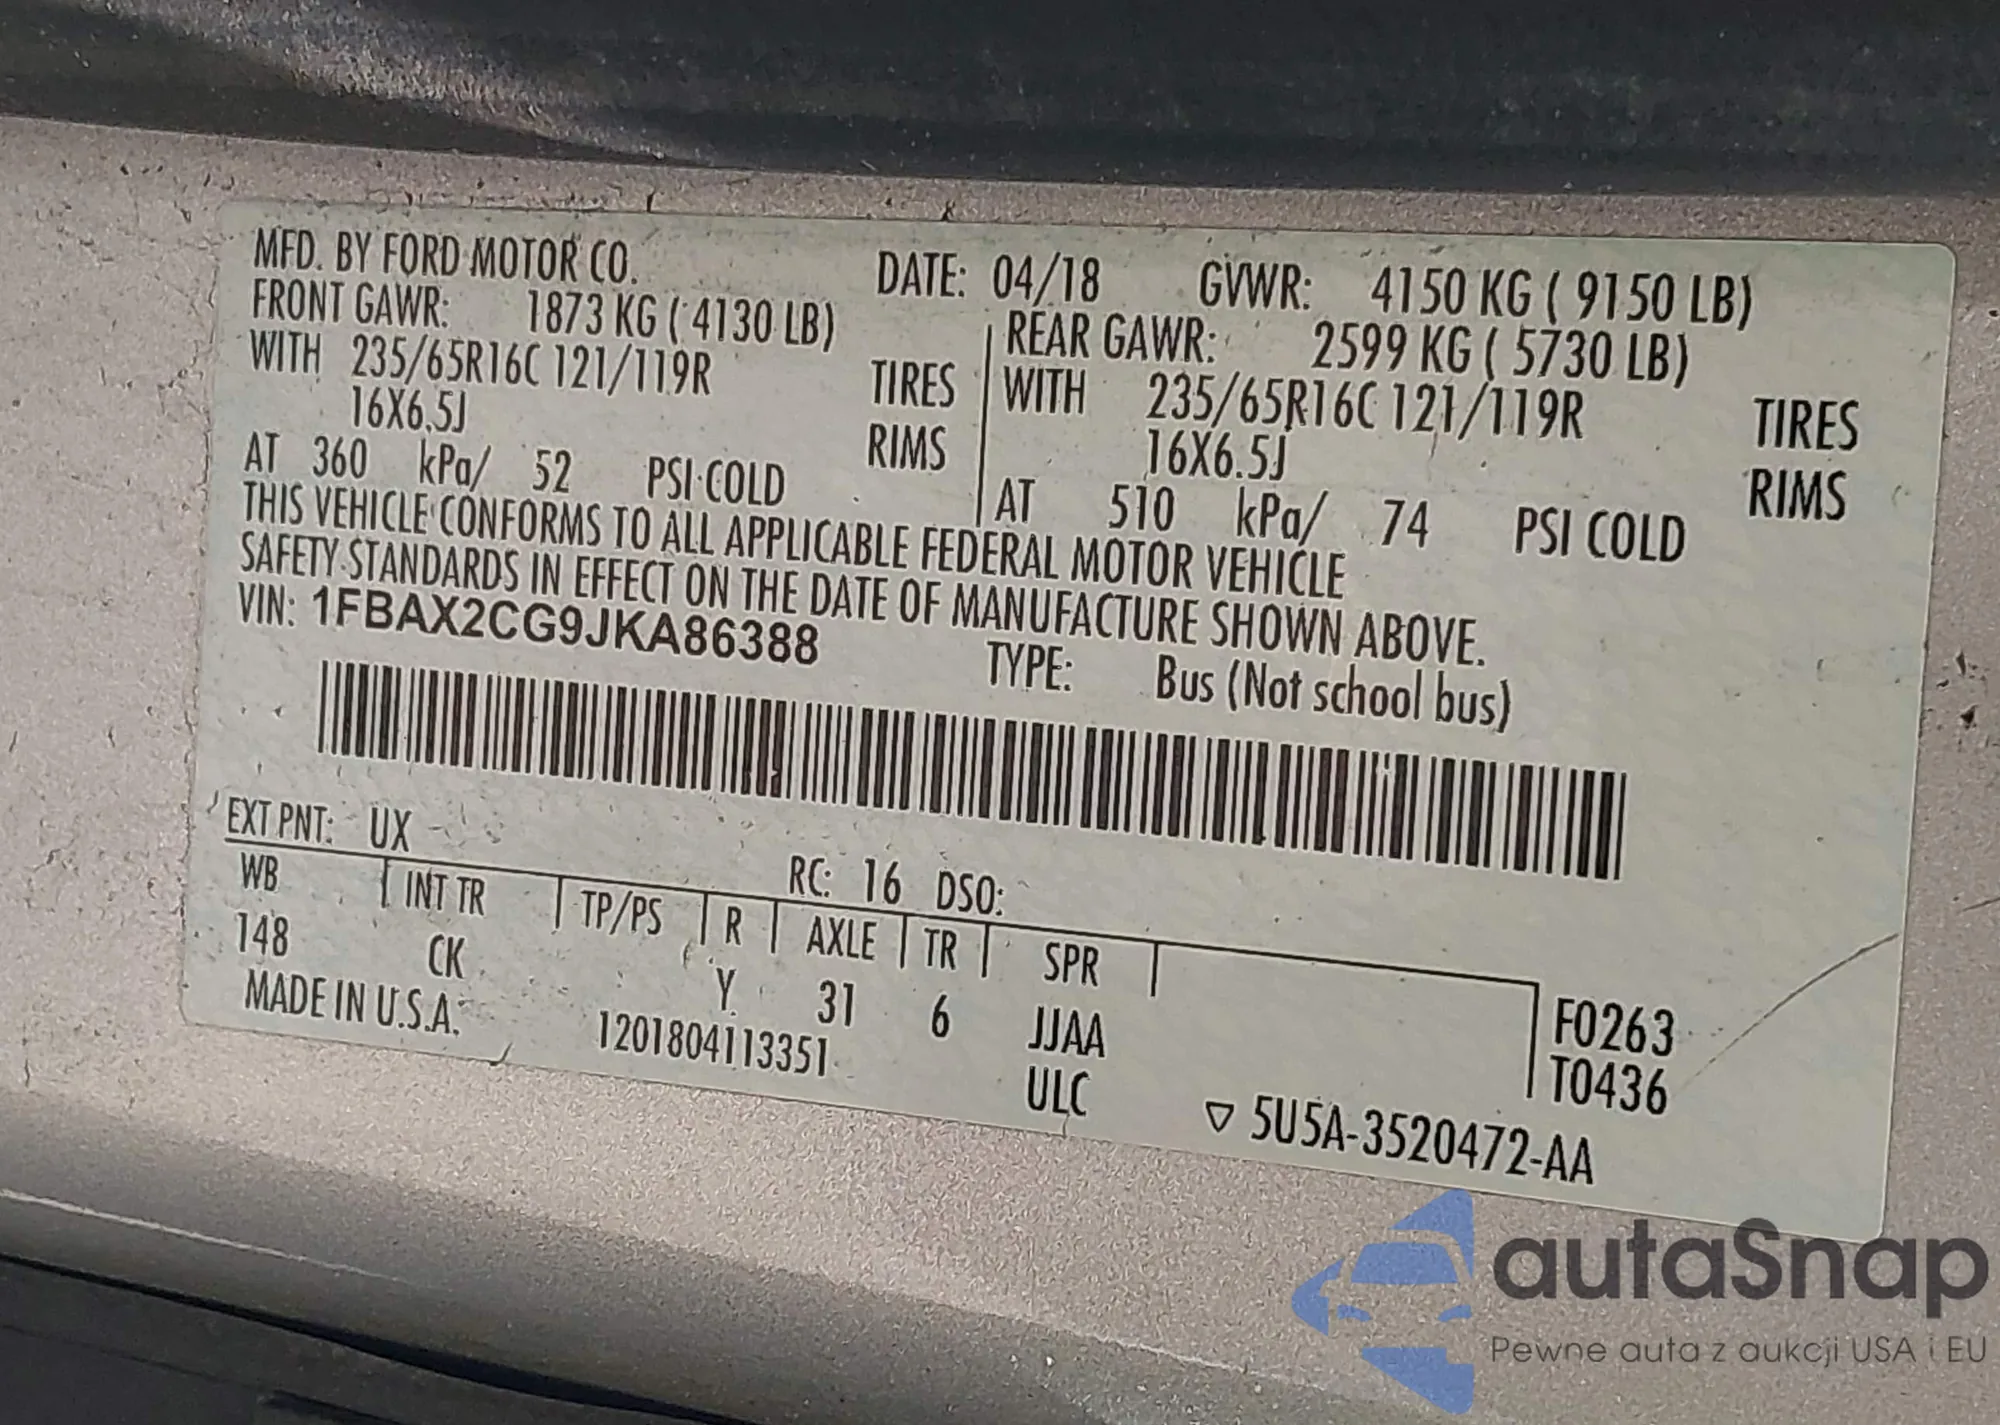 MFD. BY FORD MOTOR CO. DATE: 04/18 GVWR: 4150 KG ( 9150 LB)
FRONT GAWR: 1873 KG ( 4130 LB) REAR GAWR: 2599 KG ( 5730 LB)
WITH 235/65R16C 121/119R TIRES WITH 235/65R16C 121/119R TIRES
16X6.5J RIMS 16X6.5J RIMS
AT 360 kPa/ 52 PSI COLD AT 510 kPa/ 74 PSI COLD
THIS VEHICLE CONFORMS TO ALL APPLICABLE FEDERAL MOTOR VEHICLE
SAFETY STANDARDS IN EFFECT ON THE DATE OF MANUFACTURE SHOWN ABOVE.
VIN: 1FBAX2CG9JKA86388 TYPE: Bus (Not school bus)
EXT PNT: UX RC: 16 DSO:
WB INT TR TP/PS R AXLE TR SPR
148 CK Y 31 6 JJAA F0263
MADE IN U.S.A. 1201804113351 ULC T0436
▽ 5U5A-3520472-AA
autaSnap
Pewne auta z aukcji USA i EU